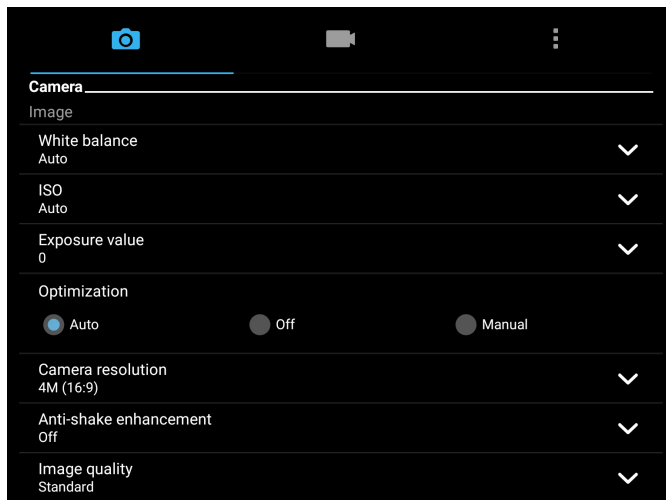 Camera
Image
White balance
Auto
ISO
Auto
Exposure value
0
Optimization
Auto Off Manual
Camera resolution
4M (16:9)
Anti-shake enhancement
Off
Image quality
Standard